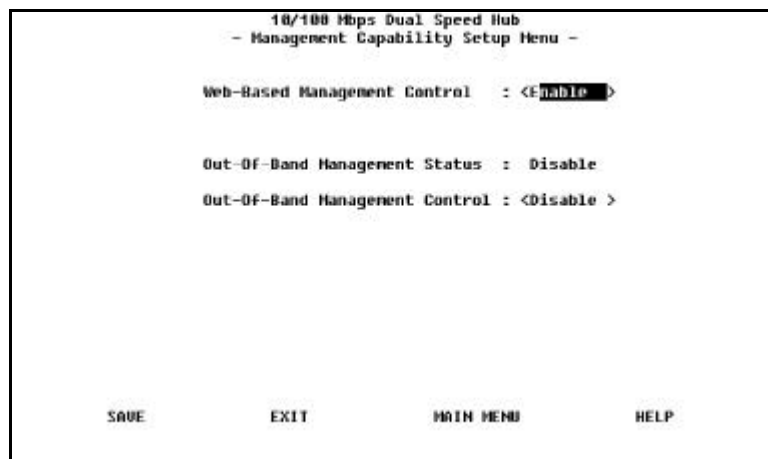 10/100 Mbps Dual Speed Hub
- Management Capability Setup Menu -
Web-Based Management Control : <Enable >
Out-Of-Band Management Status : Disable
Out-Of-Band Management Control : <Disable >
SAVE EXIT MAIN MENU HELP